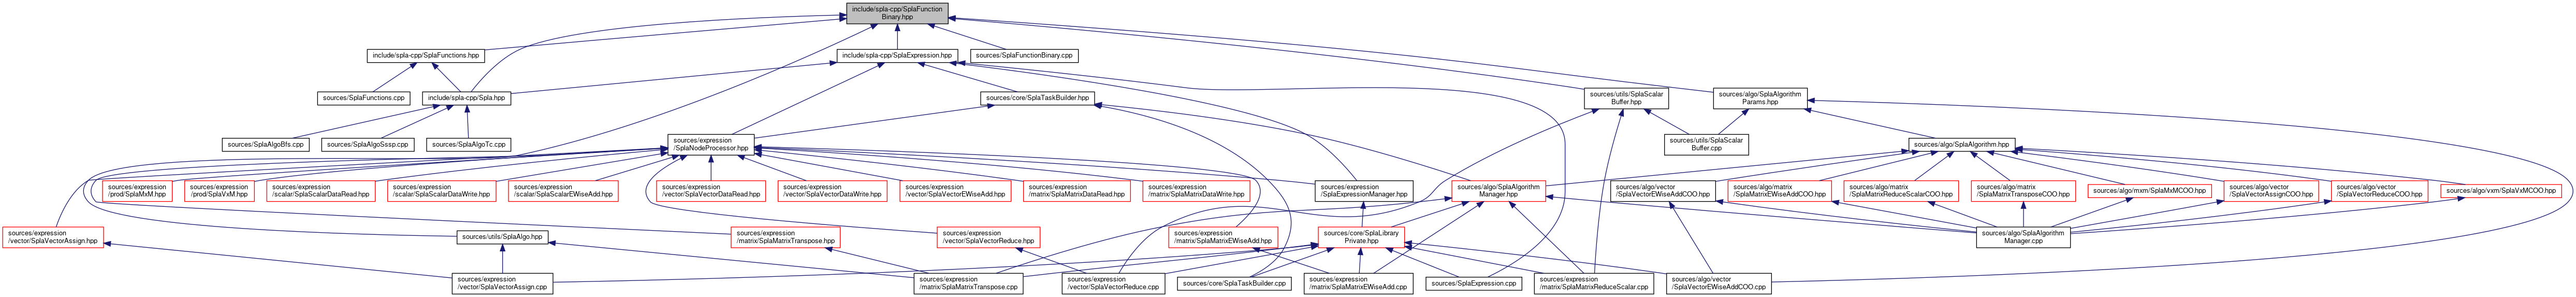 include/spla-cpp/SplaFunction
Binary.hpp
include/spla-cpp/SplaFunctions.hpp
include/spla-cpp/SplaExpression.hpp
sources/SplaFunctionBinary.cpp
sources/SplaFunctions.cpp
include/spla-cpp/Spla.hpp
sources/core/SplaTaskBuilder.hpp
sources/utils/SplaScalar
Buffer.hpp
sources/algo/SplaAlgorithm
Params.hpp
sources/SplaAlgoBfs.cpp
sources/SplaAlgoSssp.cpp
sources/SplaAlgoTc.cpp
sources/expression
/SplaNodeProcessor.hpp
sources/utils/SplaScalar
Buffer.cpp
sources/algo/SplaAlgorithm.hpp
sources/expression
/prod/SplaMxM.hpp
sources/expression
/prod/SplaVxM.hpp
sources/expression
/scalar/SplaScalarDataRead.hpp
sources/expression
/scalar/SplaScalarDataWrite.hpp
sources/expression
/scalar/SplaScalarEWiseAdd.hpp
sources/expression
/vector/SplaVectorDataRead.hpp
sources/expression
/vector/SplaVectorDataWrite.hpp
sources/expression
/vector/SplaVectorEWiseAdd.hpp
sources/expression
/matrix/SplaMatrixDataRead.hpp
sources/expression
/matrix/SplaMatrixDataWrite.hpp
sources/expression
/SplaExpressionManager.hpp
sources/algo/SplaAlgorithm
Manager.hpp
sources/algo/vector
/SplaVectorEWiseAddCOO.hpp
sources/algo/matrix
/SplaMatrixEWiseAddCOO.hpp
sources/algo/matrix
/SplaMatrixReduceScalarCOO.hpp
sources/algo/matrix
/SplaMatrixTransposeCOO.hpp
sources/algo/mxm/SplaMxMCOO.hpp
sources/algo/vector
/SplaVectorAssignCOO.hpp
sources/algo/vector
/SplaVectorReduceCOO.hpp
sources/algo/vxm/SplaVxMCOO.hpp
sources/expression
/vector/SplaVectorAssign.hpp
sources/utils/SplaAlgo.hpp
sources/expression
/matrix/SplaMatrixTranspose.hpp
sources/expression
/vector/SplaVectorReduce.hpp
sources/expression
/matrix/SplaMatrixEWiseAdd.hpp
sources/core/SplaLibrary
Private.hpp
sources/algo/SplaAlgorithm
Manager.cpp
sources/expression
/vector/SplaVectorAssign.cpp
sources/expression
/matrix/SplaMatrixTranspose.cpp
sources/expression
/vector/SplaVectorReduce.cpp
sources/core/SplaTaskBuilder.cpp
sources/expression
/matrix/SplaMatrixEWiseAdd.cpp
sources/SplaExpression.cpp
sources/expression
/matrix/SplaMatrixReduceScalar.cpp
sources/algo/vector
/SplaVectorEWiseAddCOO.cpp